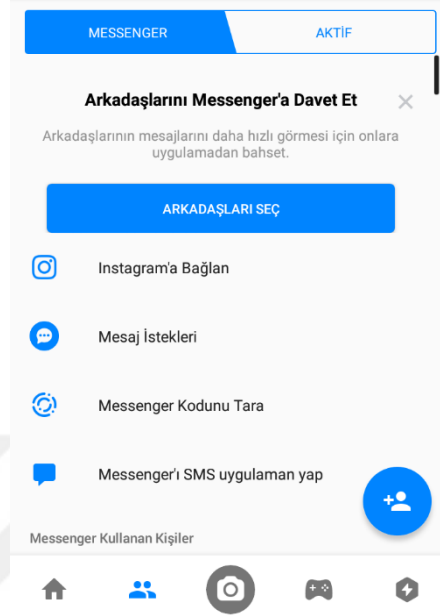 MESSENGER
AKTİF
Arkadaşlarını Messenger'a Davet Et
Arkadaşlarının mesajlarını daha hızlı görmesi için onlara
uygulamadan bahset.
ARKADAŞLARI SEÇ
Instagram'a Bağlan
Mesaj İstekleri
Messenger Kodunu Tara
Messenger'ı SMS uygulaman yap
Messenger Kullanan Kişiler